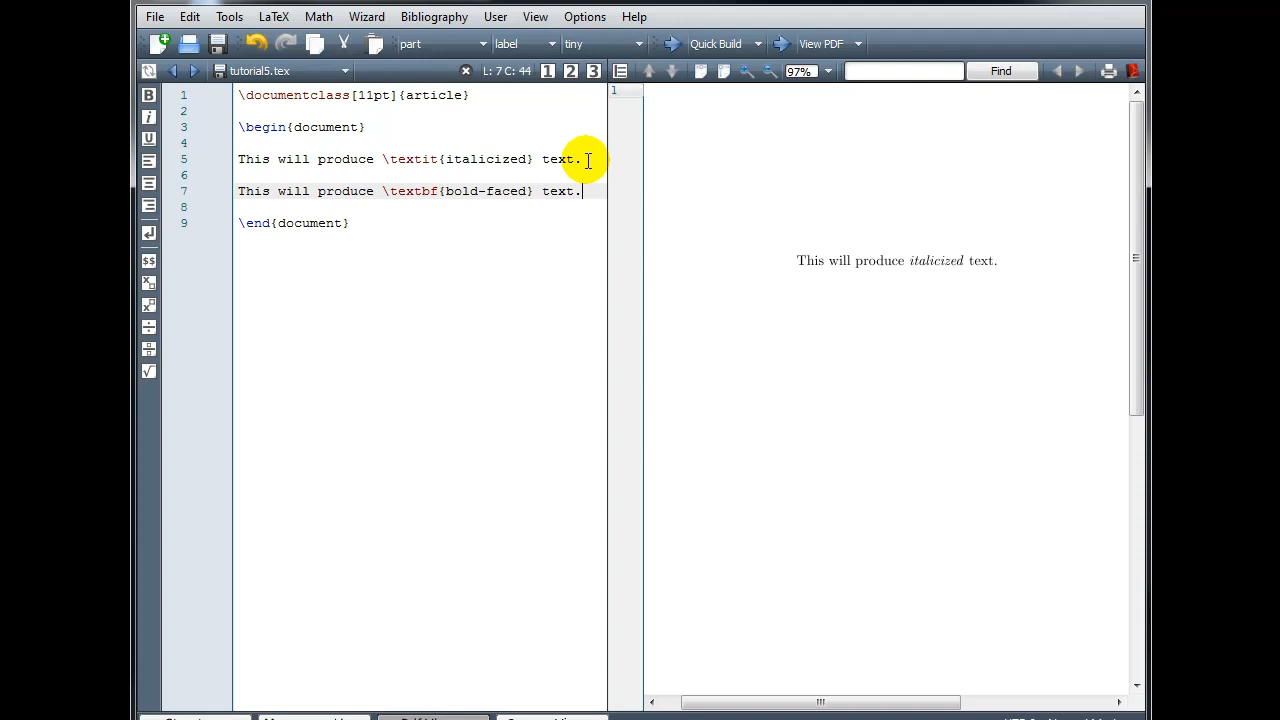 File Edit Tools LaTeX Math Wizard Bibliography User View Options Help
part label tiny Quick Build View PDF
tutorial5.tex L: 7 C: 44 1 2 3 97% Find
1 \documentclass[11pt]{article}
2
3 \begin{document}
4
5 This will produce \textit{italicized} text.
6
7 This will produce \textbf{bold-faced} text.
8
9 \end{document}
B
i
U
$$
1
This will produce italicized text.